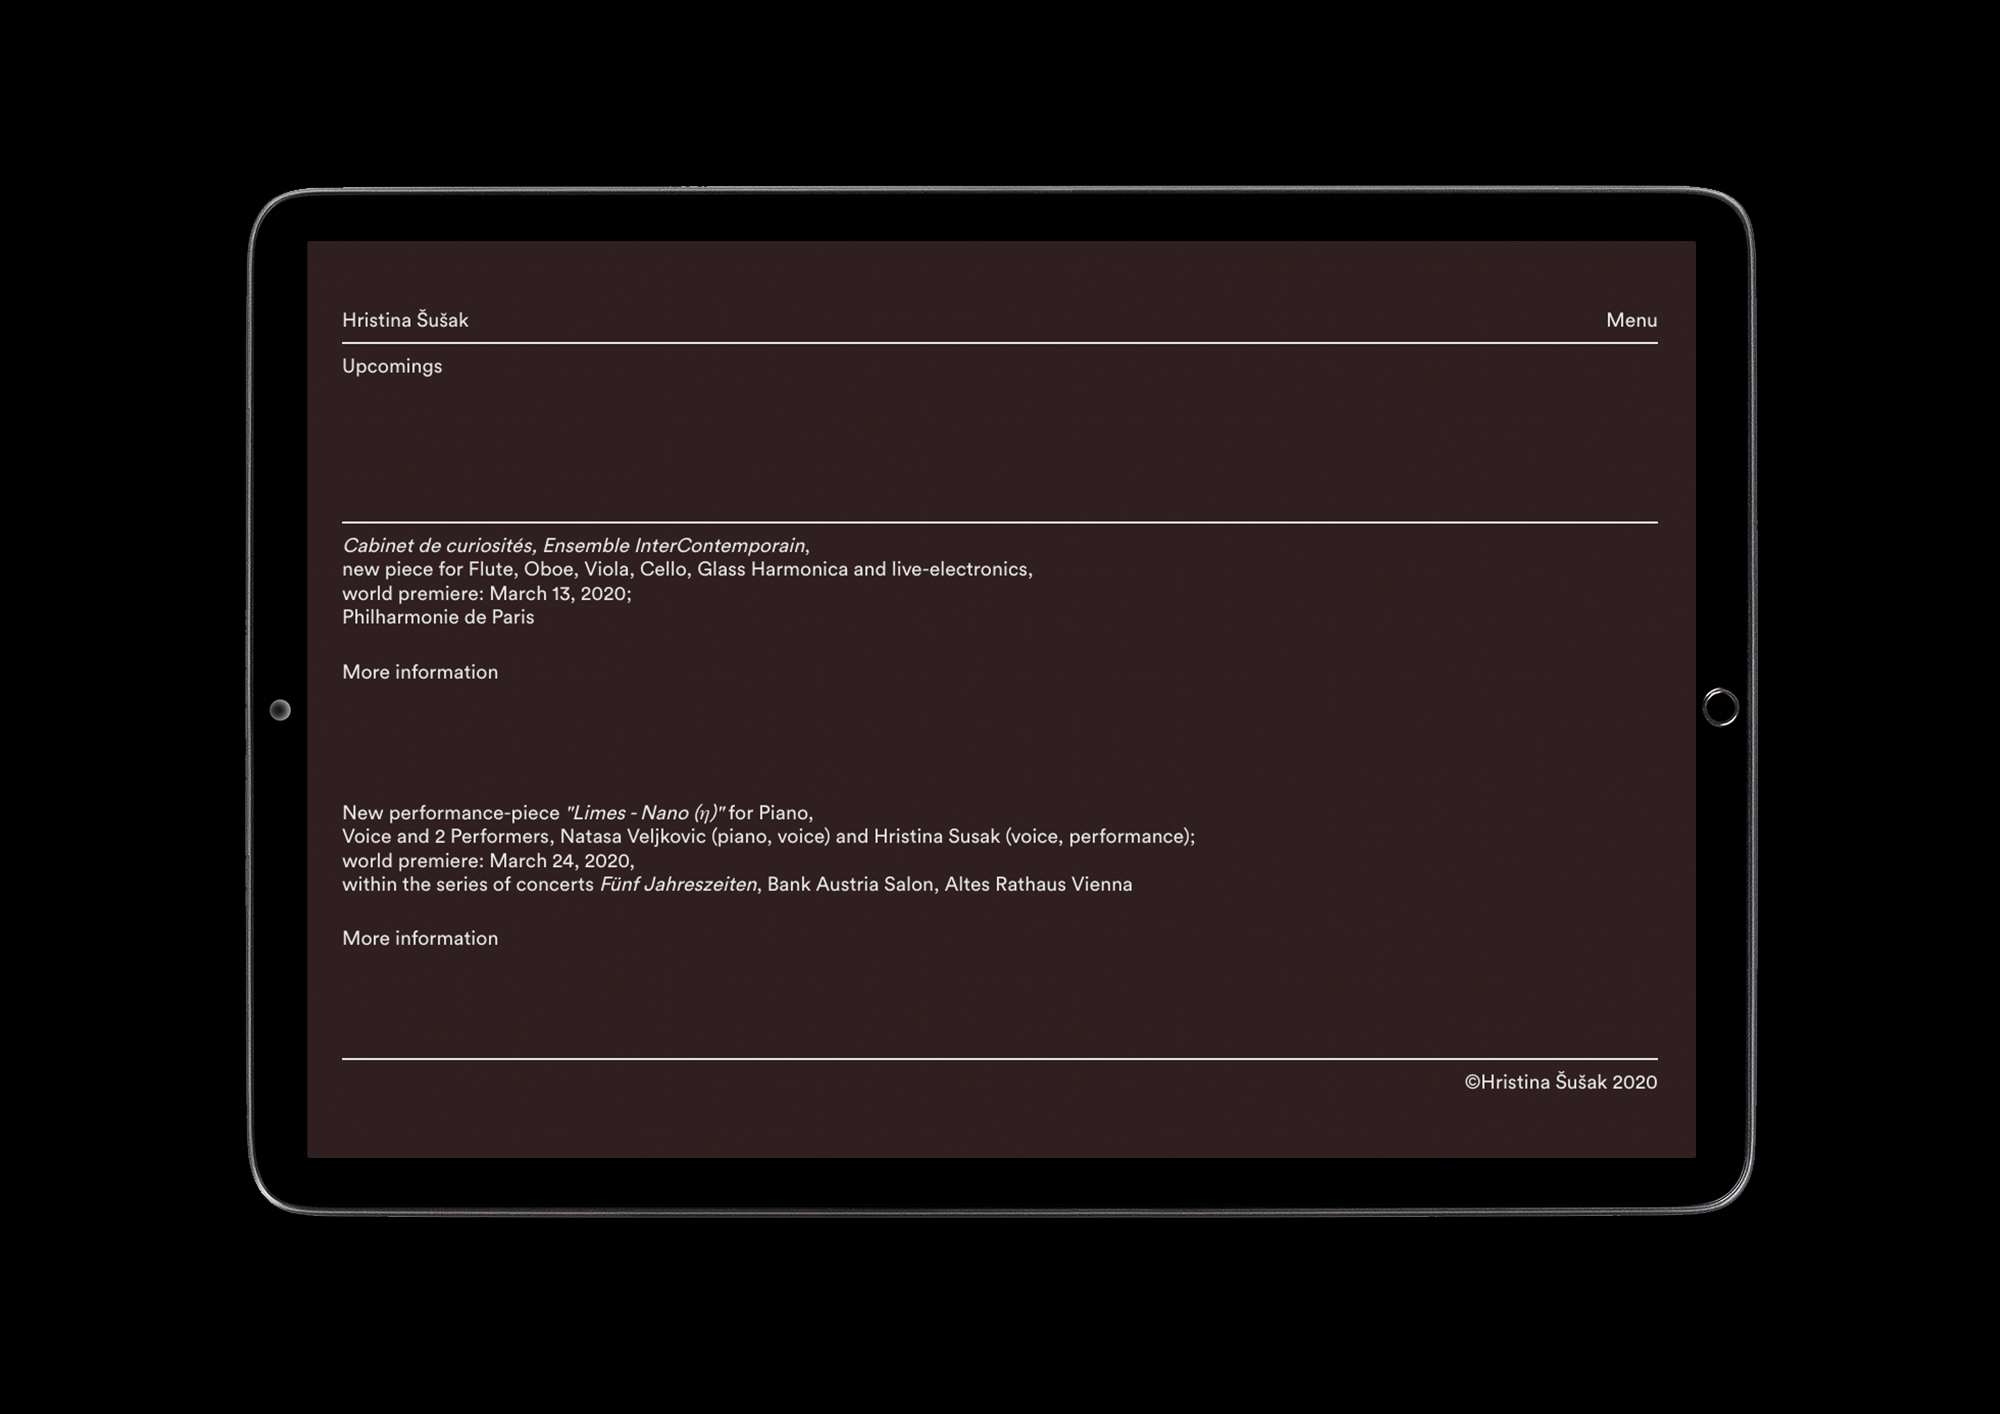 Hristina Šušak
Menu
Upcomings
Cabinet de curiosités, Ensemble InterContemporain,
new piece for Flute, Oboe, Viola, Cello, Glass Harmonica and live-electronics,
world premiere: March 13, 2020;
Philharmonie de Paris
More information
New performance-piece "Limes - Nano (η)" for Piano,
Voice and 2 Performers, Natasa Veljkovic (piano, voice) and Hristina Susak (voice, performance);
world premiere: March 24, 2020,
within the series of concerts Fünf Jahreszeiten, Bank Austria Salon, Altes Rathaus Vienna
More information
©Hristina Šušak 2020